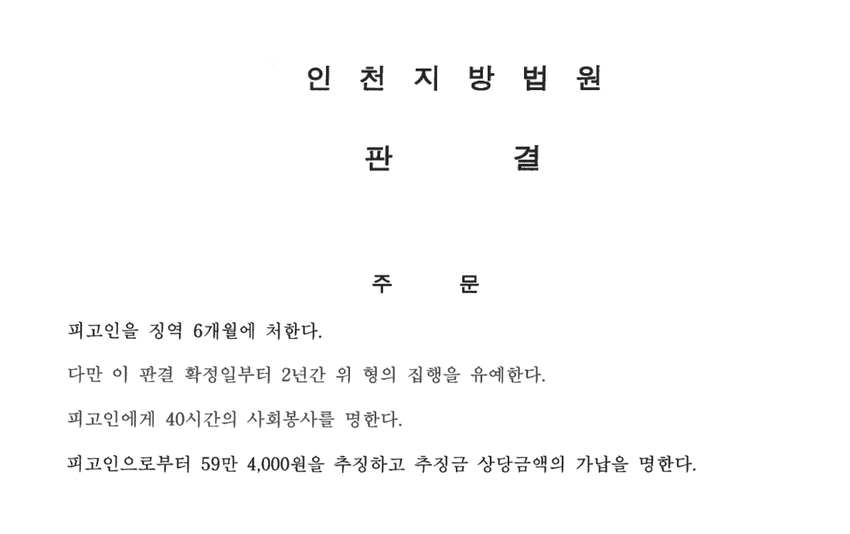 인 천 지 방 법 원
판 결
주 문
피고인을 징역 6개월에 처한다.
다만 이 판결 확정일부터 2년간 위 형의 집행을 유예한다.
피고인에게 40시간의 사회봉사를 명한다.
피고인으로부터 59만 4,000원을 추징하고 추징금 상당금액의 가납을 명한다.